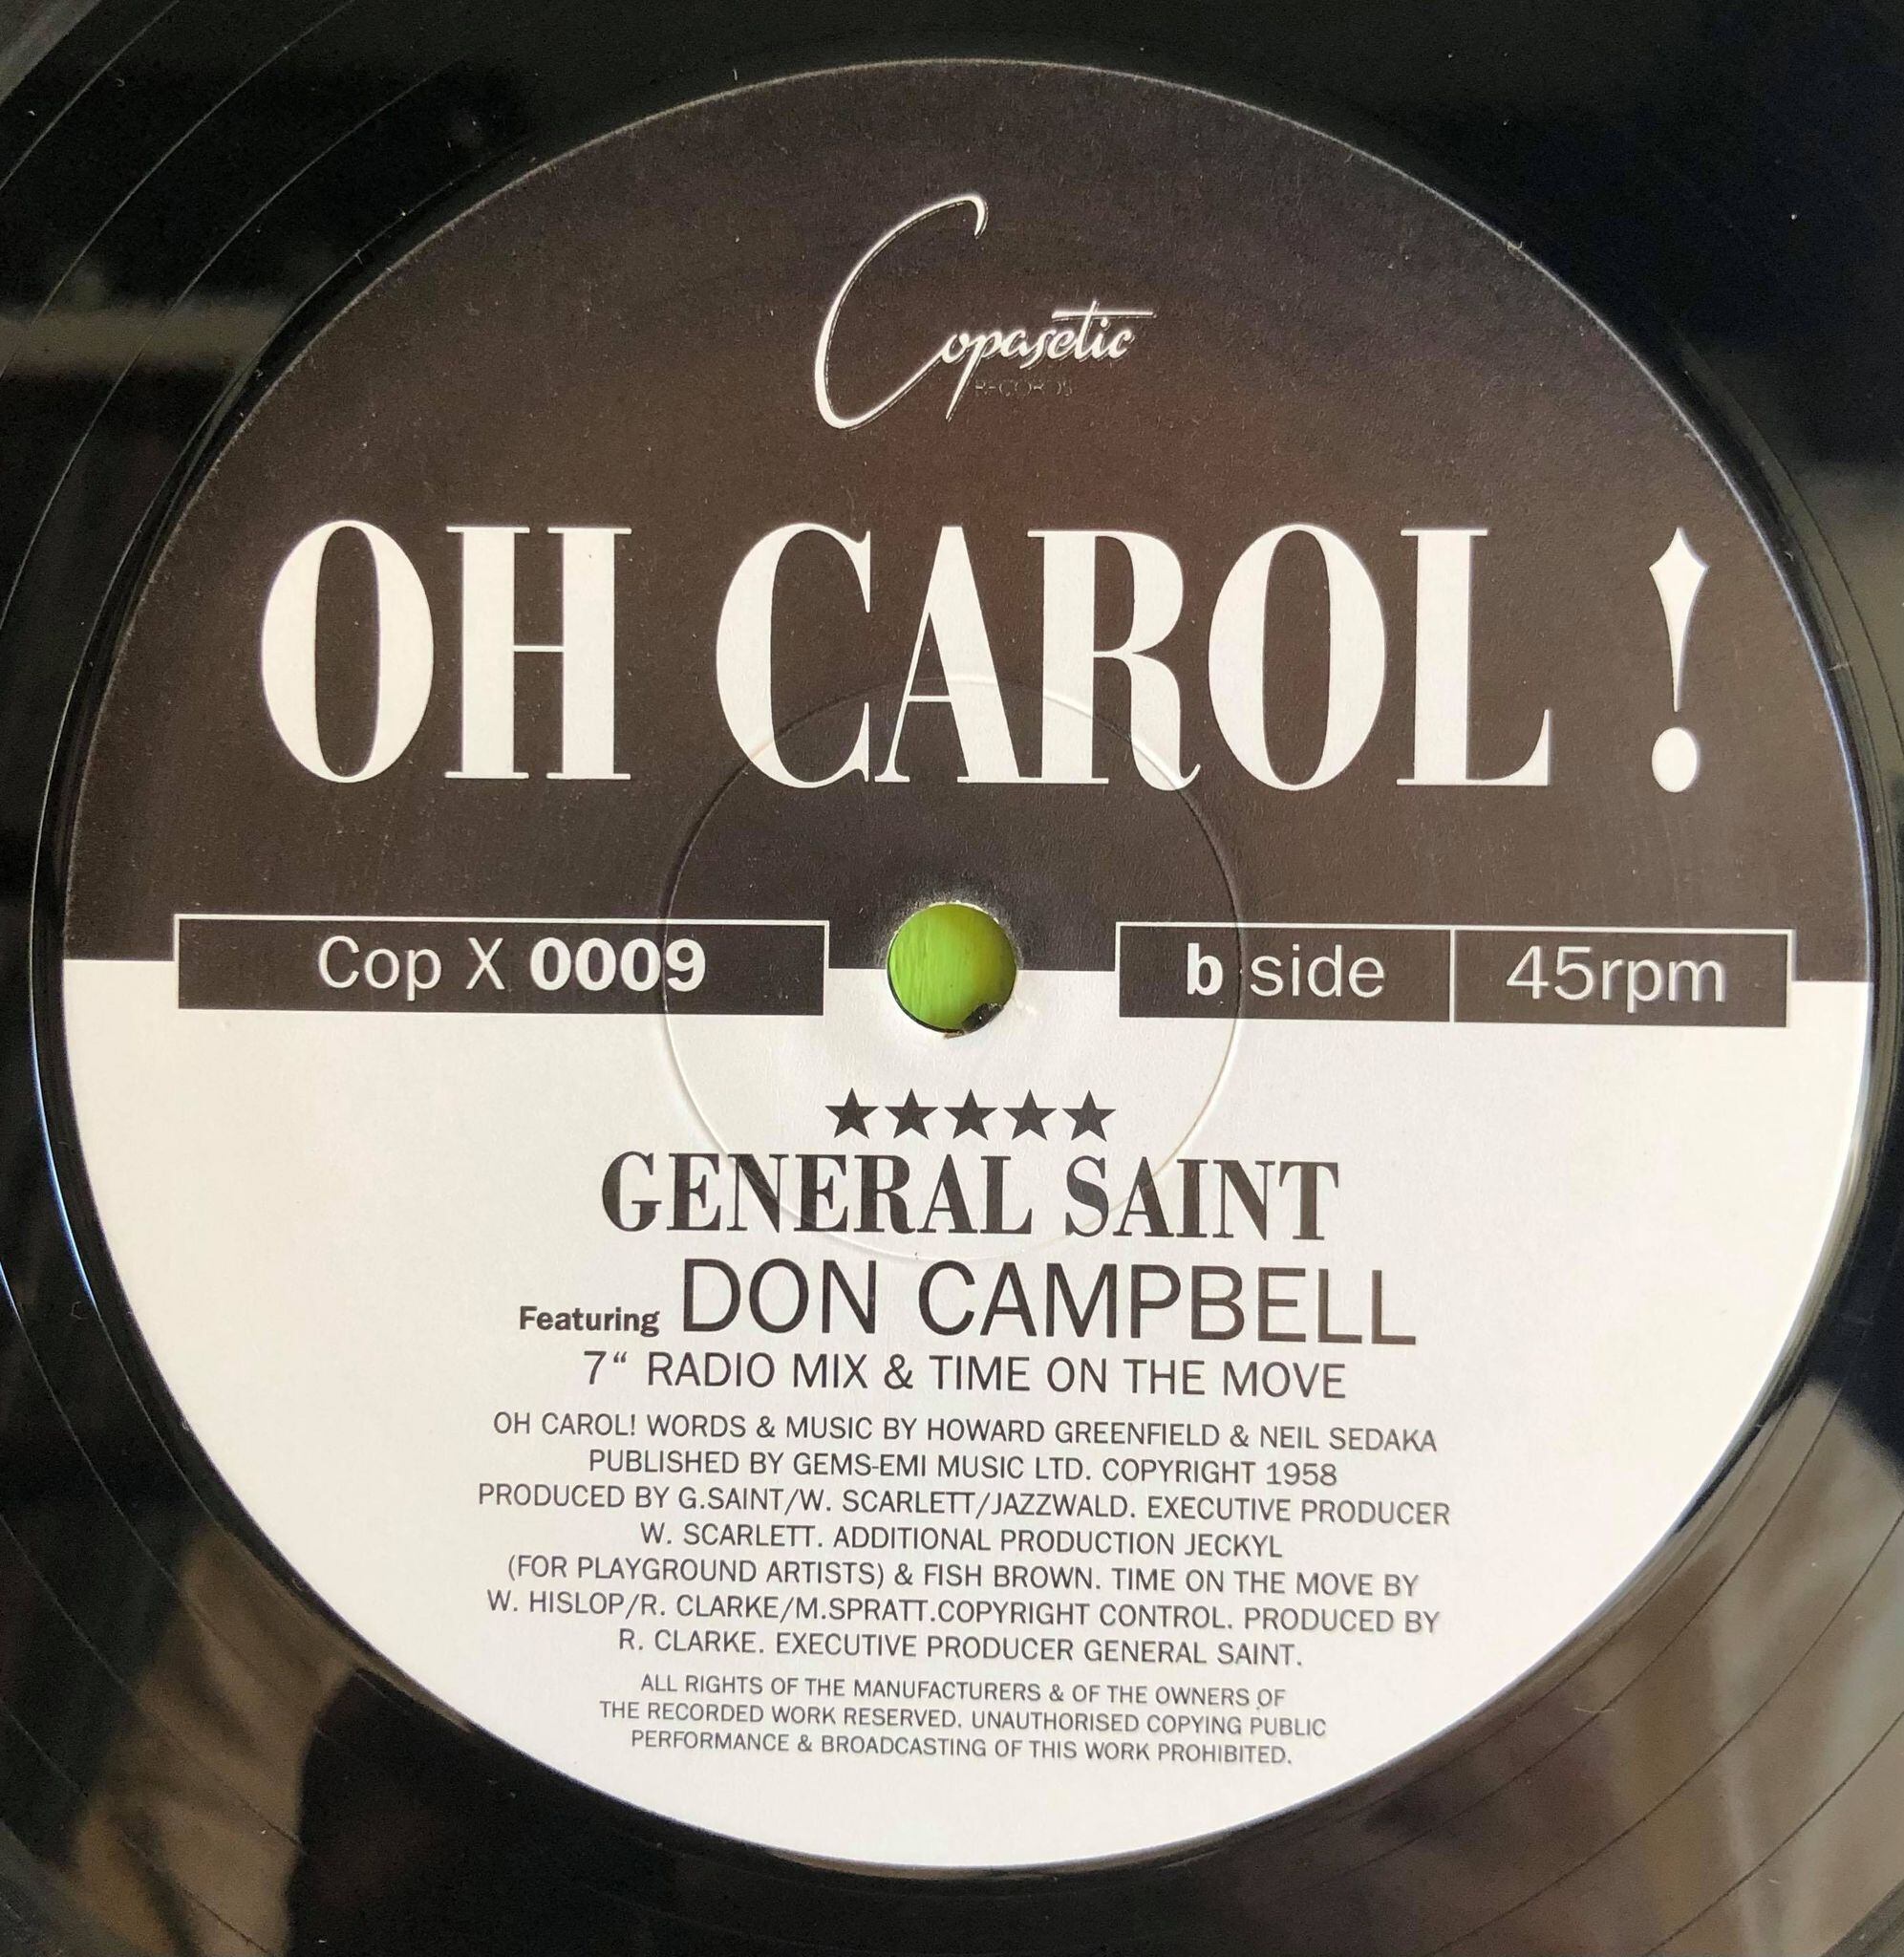 Copasetic
RECORDS
OH CAROL !
Cop X 0009
b side
45rpm
★★★★★
GENERAL SAINT
Featuring DON CAMPBELL
7“ RADIO MIX & TIME ON THE MOVE
OH CAROL! WORDS & MUSIC BY HOWARD GREENFIELD & NEIL SEDAKA
PUBLISHED BY GEMS-EMI MUSIC LTD. COPYRIGHT 1958
PRODUCED BY G.SAINT/W. SCARLETT/JAZZWALD. EXECUTIVE PRODUCER
W. SCARLETT. ADDITIONAL PRODUCTION JECKYL
(FOR PLAYGROUND ARTISTS) & FISH BROWN. TIME ON THE MOVE BY
W. HISLOP/R. CLARKE/M.SPRATT.COPYRIGHT CONTROL. PRODUCED BY
R. CLARKE. EXECUTIVE PRODUCER GENERAL SAINT.
ALL RIGHTS OF THE MANUFACTURERS & OF THE OWNERS OF
THE RECORDED WORK RESERVED. UNAUTHORISED COPYING PUBLIC
PERFORMANCE & BROADCASTING OF THIS WORK PROHIBITED.